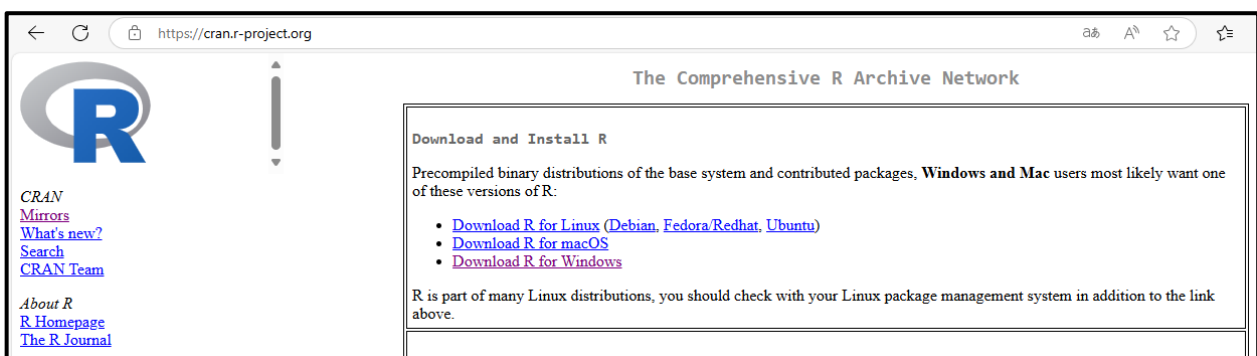 https://cran.r-project.org
R
CRAN
Mirrors
What's new?
Search
CRAN Team
About R
R Homepage
The R Journal
The Comprehensive R Archive Network
Download and Install R
Precompiled binary distributions of the base system and contributed packages, Windows and Mac users most likely want one
of these versions of R:
Download R for Linux (Debian, Fedora/Redhat, Ubuntu)
Download R for macOS
Download R for Windows
R is part of many Linux distributions, you should check with your Linux package management system in addition to the link
above.